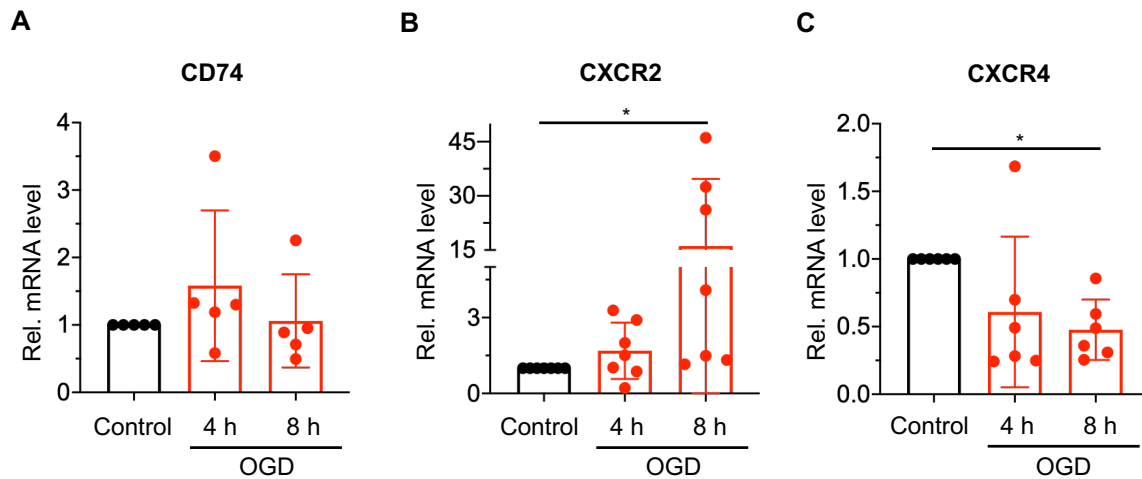 A
CD74
Rel. mRNA level
4
3
2
1
0
Control
4 h
8 h
OGD
B
CXCR2
*
Rel. mRNA level
45
30
15
3
0
Control
4 h
8 h
OGD
C
CXCR4
*
Rel. mRNA level
2.0
1.5
1.0
0.5
0.0
Control
4 h
8 h
OGD